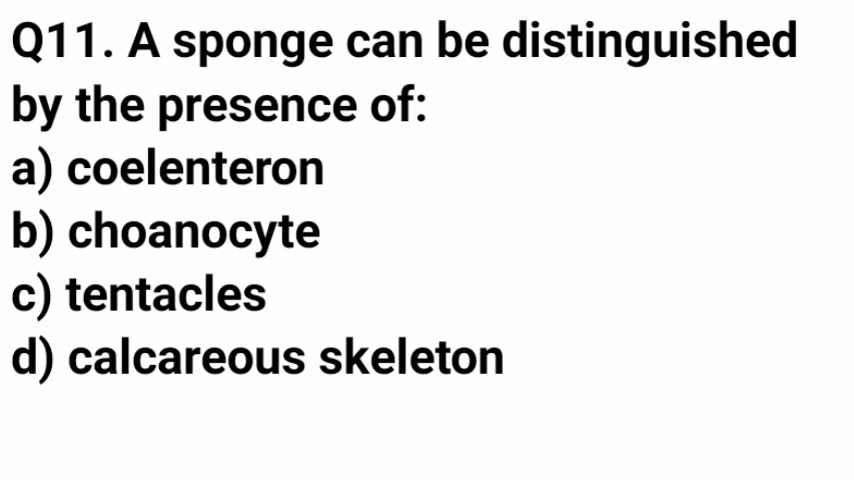 Q11. A sponge can be distinguished
by the presence of:
a) coelenteron
b) choanocyte
c) tentacles
d) calcareous skeleton